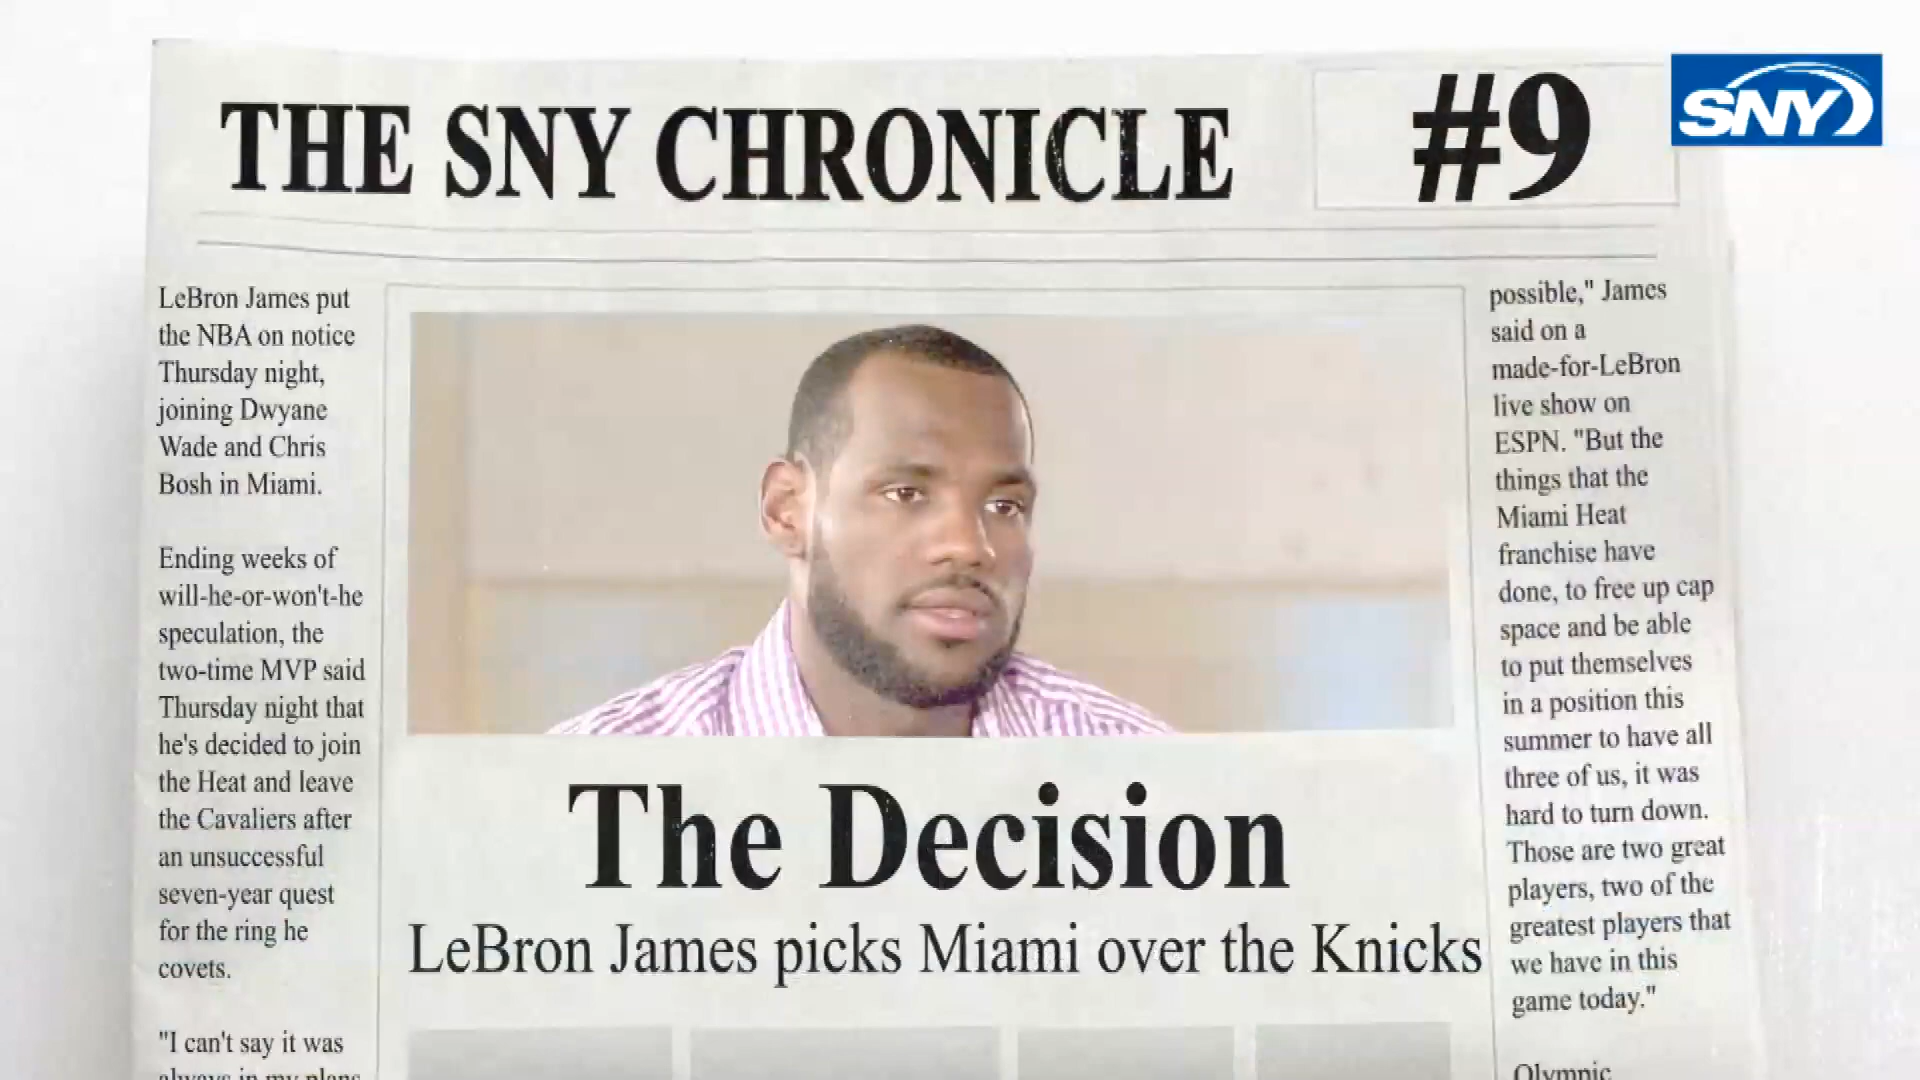 THE SNY CHRONICLE
#9
SNY
LeBron James put
the NBA on notice
Thursday night,
joining Dwyane
Wade and Chris
Bosh in Miami.
Ending weeks of
will-he-or-won't-he
speculation, the
two-time MVP said
Thursday night that
he's decided to join
the Heat and leave
the Cavaliers after
an unsuccessful
seven-year quest
for the ring he
covets.
"I can't say it was
always in my plans
The Decision
LeBron James picks Miami over the Knicks
possible," James
said on a
made-for-LeBron
live show on
ESPN. "But the
things that the
Miami Heat
franchise have
done, to free up cap
space and be able
to put themselves
in a position this
summer to have all
three of us, it was
hard to turn down.
Those are two great
players, two of the
greatest players that
we have in this
game today."
Olympic